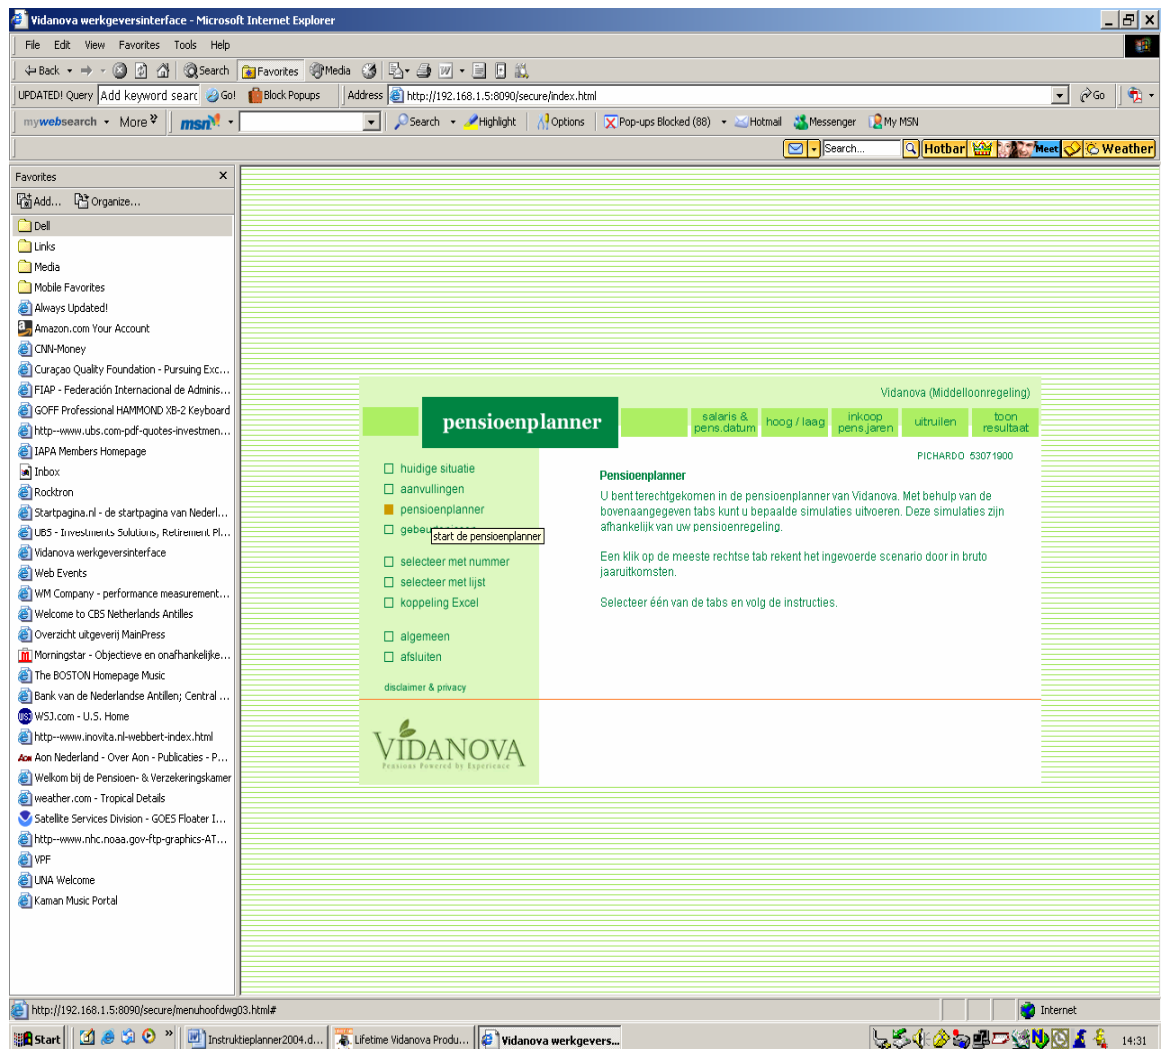 Vidanova werkgeversinterface - Microsoft Internet Explorer
File Edit View Favorites Tools Help
Back Search Favorites Media
UPDATED! Query Add keyword searc Go! Block Popups Address http://192.168.1.5:8090/secure/index.html Go
mywebsearch More msn Search Highlight Options Pop-ups Blocked (88) Hotmail Messenger My MSN
Search... Hotbar Meet Weather
Favorites
Add... Organize...
Dell
Links
Media
Mobile Favorites
Always Updated!
Amazon.com Your Account
CNN-Money
Curaçao Quality Foundation - Pursuing Exc...
FIAP - Federación Internacional de Adminis...
GOFF Professional HAMMOND XB-2 Keyboard
http--www.ubs.com-pdf-quotes-investmen...
IAPA Members Homepage
Inbox
Rocktron
Startpagina.nl - de startpagina van Nederl...
UBS - Investments Solutions, Retirement Pl...
Vidanova werkgeversinterface
Web Events
WM Company - performance measurement...
Welcome to CBS Netherlands Antilles
Overzicht uitgeverij MainPress
Morningstar - Objectieve en onafhankelijke...
The BOSTON Homepage Music
Bank van de Nederlandse Antillen; Central ...
WSJ.com - U.S. Home
http--www.inovita.nl-webbert-index.html
Aon Nederland - Over Aon - Publicaties - P...
Welkom bij de Pensioen- & Verzekeringskamer
weather.com - Tropical Details
Satellite Services Division - GOES Floater I...
http--www.nhc.noaa.gov-ftp-graphics-AT...
VPF
UNA Welcome
Kaman Music Portal
Vidanova (Middelloonregeling)
pensioenplanner
salaris & pens.datum
hoog / laag
inkoop pens.jaren
uitruilen
toon resultaat
PICHARDO 53071900
huidige situatie
aanvullingen
pensioenplanner
start de pensioenplanner
selecteer met nummer
selecteer met lijst
koppeling Excel
algemeen
afsluiten
disclaimer & privacy
Pensioenplanner
U bent terechtgekomen in de pensioenplanner van Vidanova. Met behulp van de
bovenaangegeven tabs kunt u bepaalde simulaties uitvoeren. Deze simulaties zijn
afhankelijk van uw pensioenregeling.
Een klik op de meeste rechtse tab rekent het ingevoerde scenario door in bruto
jaaruitkomsten.
Selecteer één van de tabs en volg de instructies.
VIDANOVA
Pensions Powered by Experience
http://192.168.1.5:8090/secure/menuhoofdwg03.html# Internet
Start Instruktieplanner2004.d... Lifetime Vidanova Produ... Vidanova werkgevers... 14:31